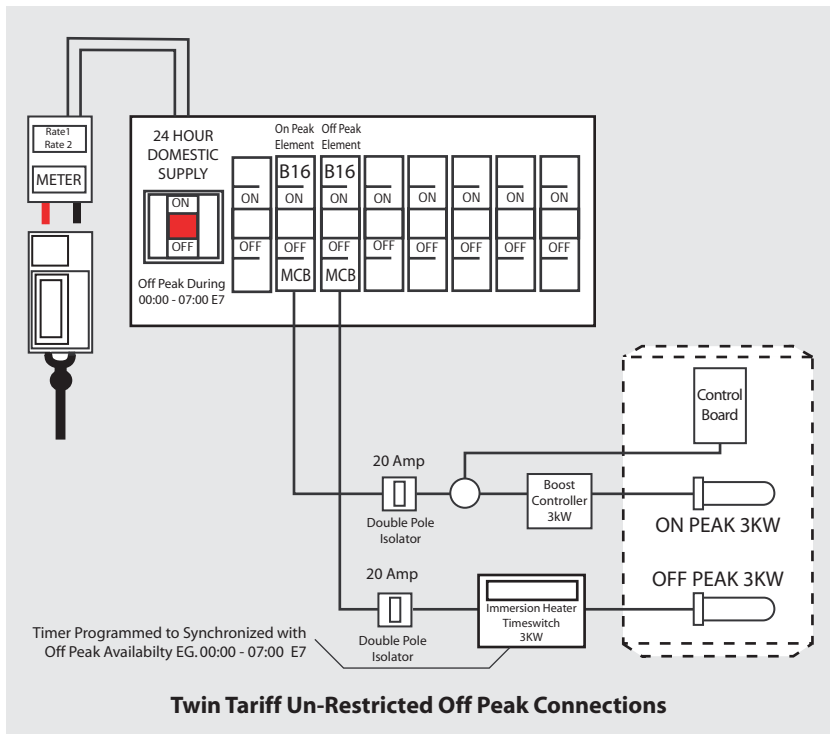 Rate1
Rate 2
METER
24 HOUR
DOMESTIC
SUPPLY
ON
OFF
Off Peak During
00:00 - 07:00 E7
On Peak
Element
Off Peak
Element
B16
B16
ON
ON
ON
ON
ON
ON
ON
ON
OFF
OFF
OFF
OFF
OFF
OFF
OFF
OFF
MCB
MCB
Control
Board
20 Amp
Double Pole
Isolator
Boost
Controller
3kW
ON PEAK 3KW
20 Amp
Double Pole
Isolator
Immersion Heater
Timeswitch
3KW
OFF PEAK 3KW
Timer Programmed to Synchronized with
Off Peak Availabilty EG. 00:00 - 07:00 E7
Twin Tariff Un-Restricted Off Peak Connections